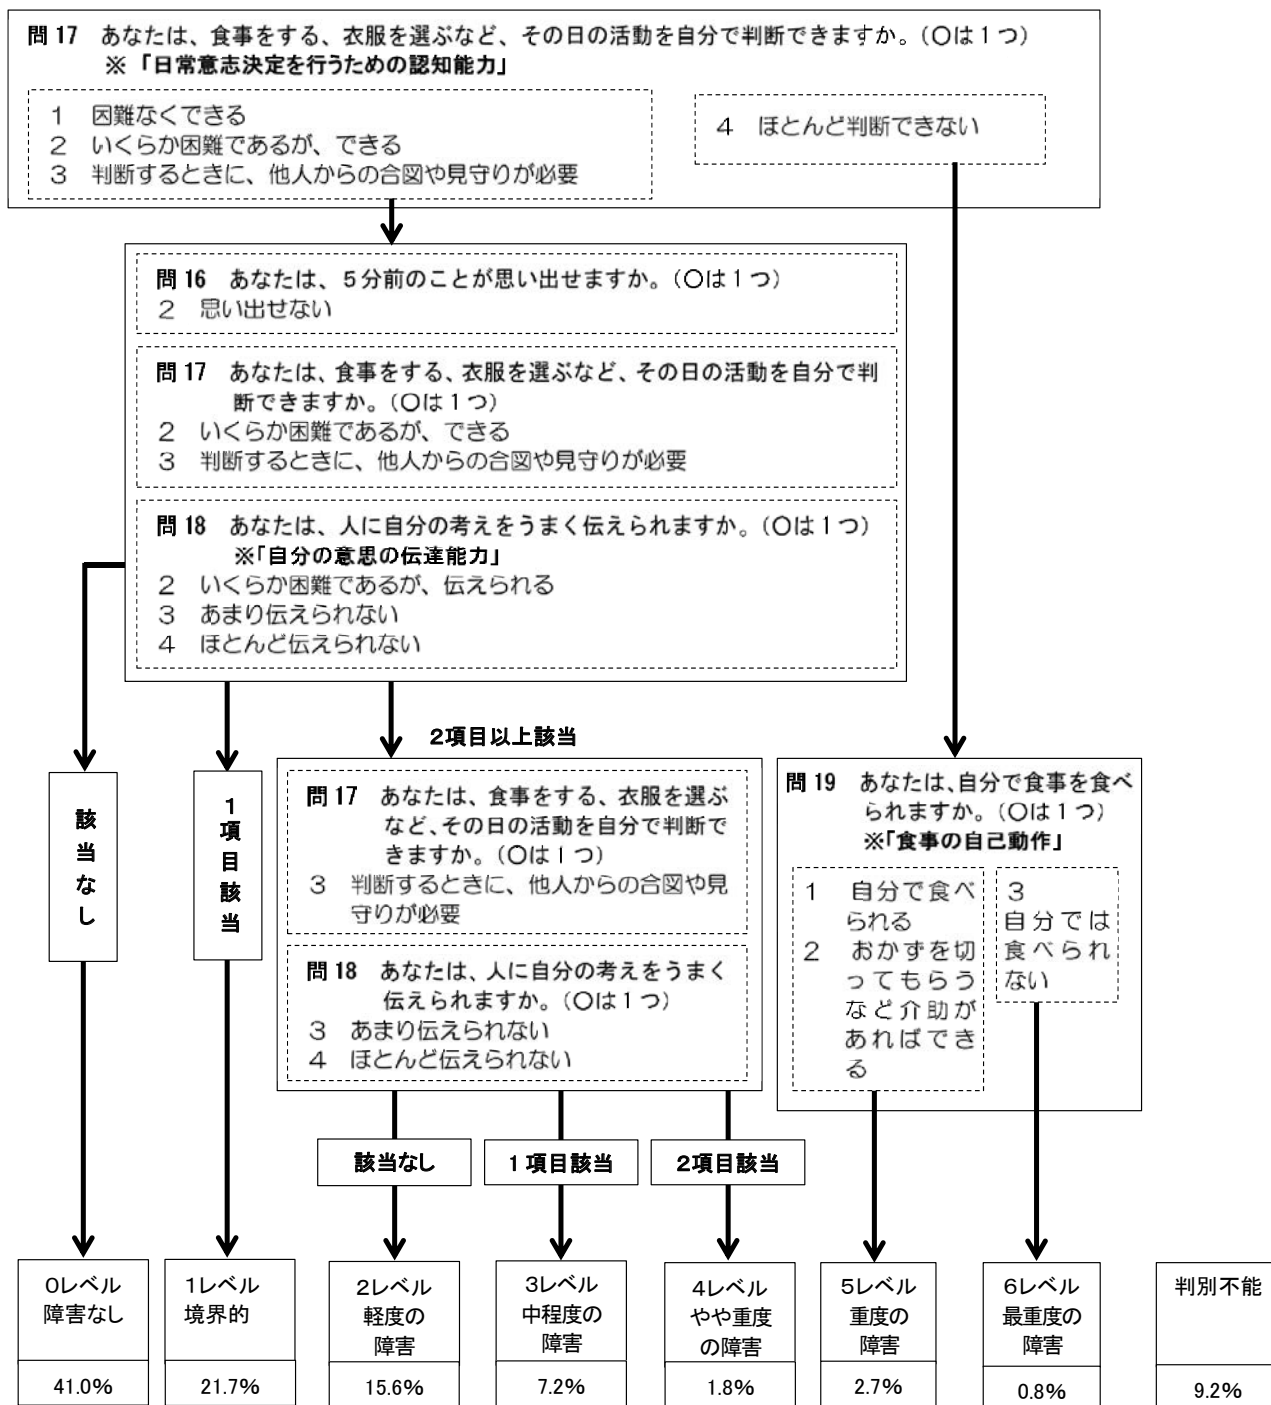 問17 あなたは、食事をする、衣服を選ぶなど、その日の活動を自分で判断できますか。（〇は１つ）
※「日常意志決定を行うための認知能力」
1 困難なくできる
2 いくらか困難であるが、できる
3 判断するときに、他人からの合図や見守りが必要
4 ほとんど判断できない
問16 あなたは、５分前のことが思い出せますか。（〇は１つ）
2 思い出せない
問17 あなたは、食事をする、衣服を選ぶなど、その日の活動を自分で判
断できますか。（〇は１つ）
2 いくらか困難であるが、できる
3 判断するときに、他人からの合図や見守りが必要
問18 あなたは、人に自分の考えをうまく伝えられますか。（〇は１つ）
※「自分の意思の伝達能力」
2 いくらか困難であるが、伝えられる
3 あまり伝えられない
4 ほとんど伝えられない
該当なし
１項目該当
２項目以上該当
問17 あなたは、食事をする、衣服を選ぶ
など、その日の活動を自分で判断で
きますか。（〇は１つ）
3 判断するときに、他人からの合図や見
守りが必要
問18 あなたは、人に自分の考えをうまく
伝えられますか。（〇は１つ）
3 あまり伝えられない
4 ほとんど伝えられない
問19 あなたは、自分で食事を食べ
られますか。（〇は１つ）
※「食事の自己動作」
1 自分で食べ
られる
2 おかずを切
ってもらう
など介助が
あればでき
る
3
自分では
食べられ
ない
該当なし
１項目該当
２項目該当
0レベル
障害なし
41.0%
1レベル
境界的
21.7%
2レベル
軽度の
障害
15.6%
3レベル
中程度の
障害
7.2%
4レベル
やや重度
の障害
1.8%
5レベル
重度の
障害
2.7%
6レベル
最重度の
障害
0.8%
判別不能
9.2%